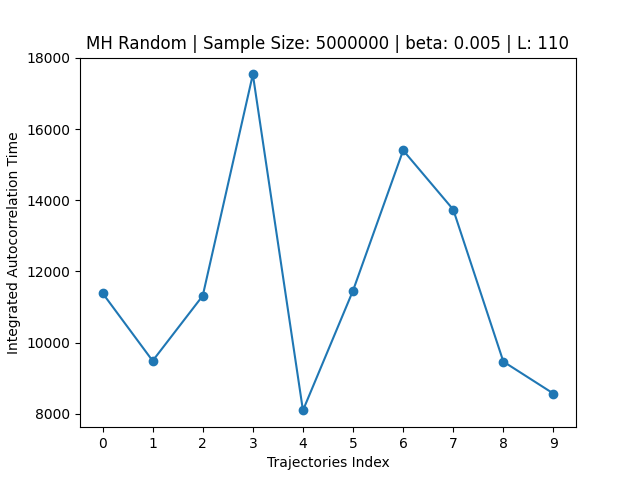 MH Random | Sample Size: 5000000 | beta: 0.005 | L: 110
18000
16000
14000
12000
10000
8000
Integrated Autocorrelation Time
0 1 2 3 4 5 6 7 8 9
Trajectories Index